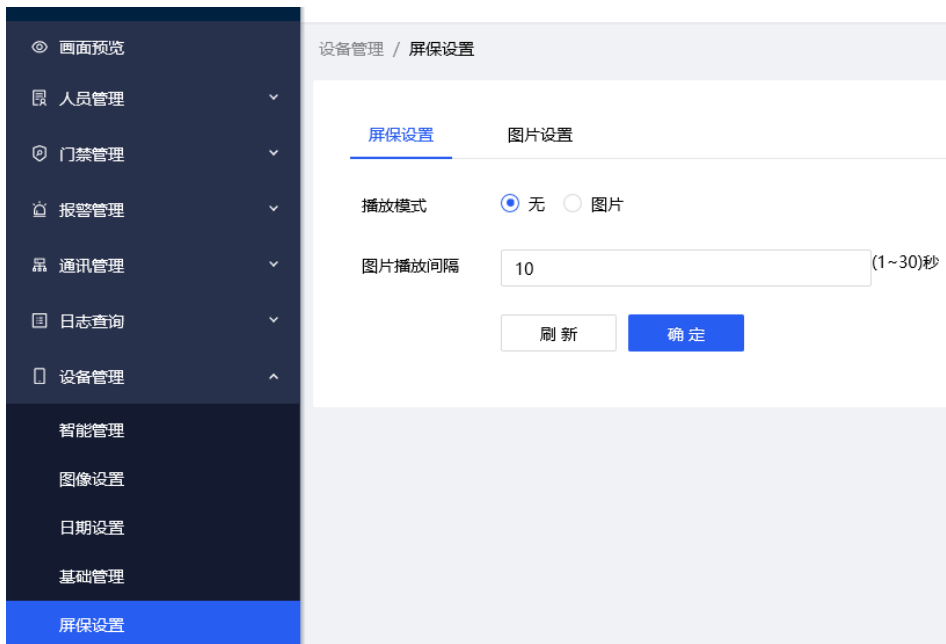 画面预览
人员管理
门禁管理
报警管理
通讯管理
日志查询
设备管理
智能管理
图像设置
日期设置
基础管理
屏保设置
设备管理 / 屏保设置
屏保设置 图片设置
播放模式 无 图片
图片播放间隔 10 (1~30)秒
刷 新 确 定